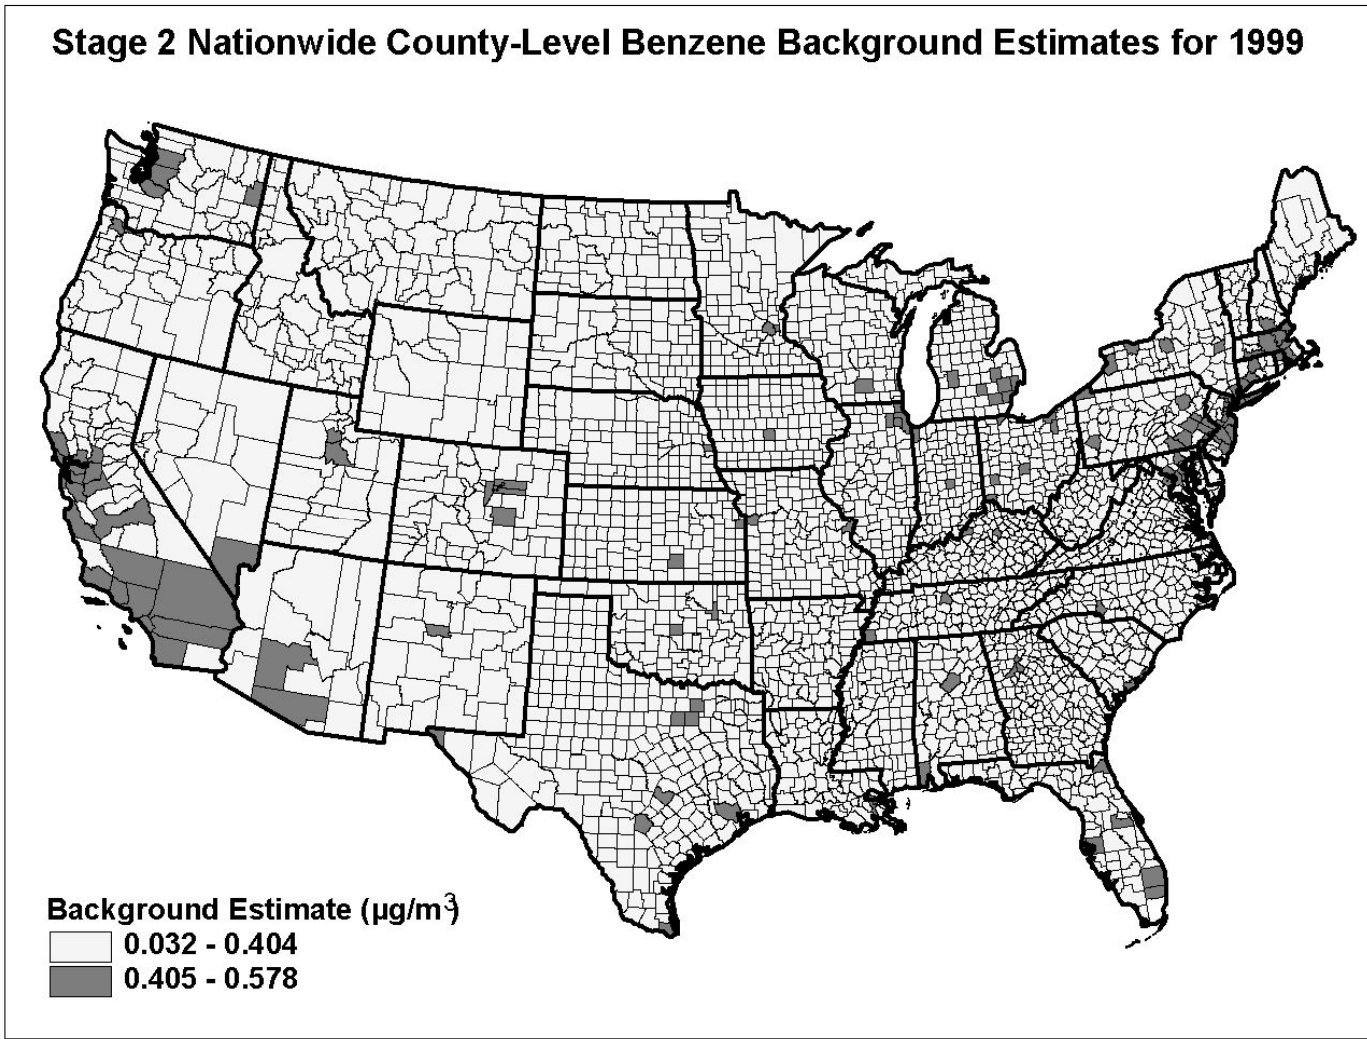 Stage 2 Nationwide County-Level Benzene Background Estimates for 1999
Background Estimate (µg/m³)
0.032 - 0.404
0.405 - 0.578